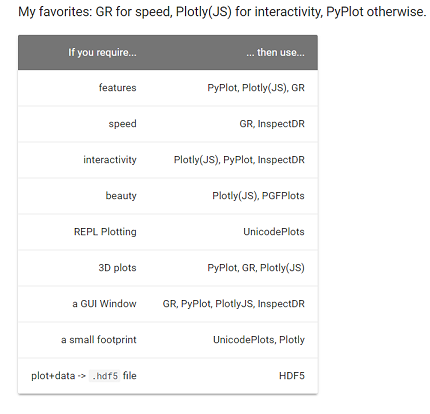 My favorites: GR for speed, Plotly(JS) for interactivity, PyPlot otherwise.
If you require... ... then use...
features PyPlot, Plotly(JS), GR
speed GR, InspectDR
interactivity Plotly(JS), PyPlot, InspectDR
beauty Plotly(JS), PGFPlots
REPL Plotting UnicodePlots
3D plots PyPlot, GR, Plotly(JS)
a GUI Window GR, PyPlot, PlotlyJS, InspectDR
a small footprint UnicodePlots, Plotly
plot+data -> .hdf5 file HDF5